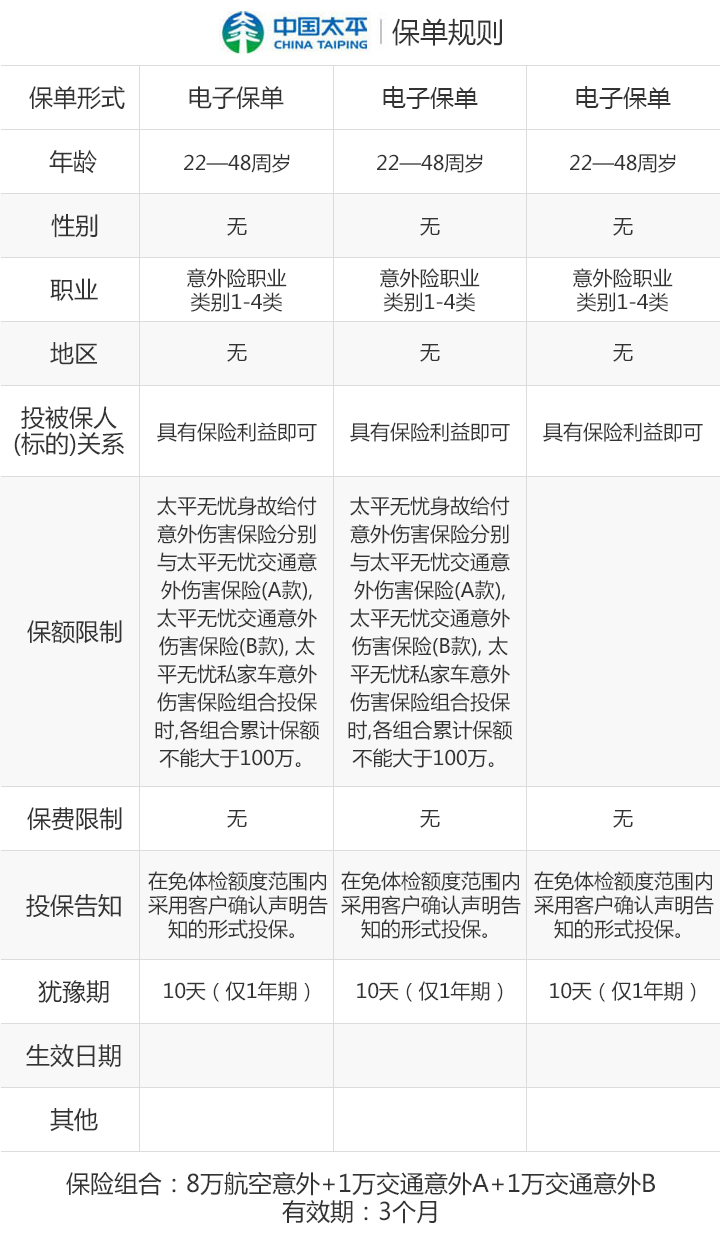 中国太平
CHINA TAIPING
保单规则
保单形式 电子保单 电子保单 电子保单
年龄 22—48周岁 22—48周岁 22—48周岁
性别 无 无 无
职业
意外险职业
类别1-4类
意外险职业
类别1-4类
意外险职业
类别1-4类
地区 无 无 无
投被保人
(标的)关系
具有保险利益即可 具有保险利益即可 具有保险利益即可
保额限制
太平无忧身故给付
意外伤害保险分别
与太平无忧交通意
外伤害保险(A款),
太平无忧交通意外
伤害保险(B款), 太
平无忧私家车意外
伤害保险组合投保
时,各组合累计保额
不能大于100万。
太平无忧身故给付
意外伤害保险分别
与太平无忧交通意
外伤害保险(A款),
太平无忧交通意外
伤害保险(B款), 太
平无忧私家车意外
伤害保险组合投保
时,各组合累计保额
不能大于100万。
保费限制 无 无 无
投保告知
在免体检额度范围内
采用客户确认声明告
知的形式投保。
在免体检额度范围内
采用客户确认声明告
知的形式投保。
在免体检额度范围内
采用客户确认声明告
知的形式投保。
犹豫期 10天（仅1年期） 10天（仅1年期） 10天（仅1年期）
生效日期
其他
保险组合：8万航空意外+1万交通意外A+1万交通意外B
有效期：3个月